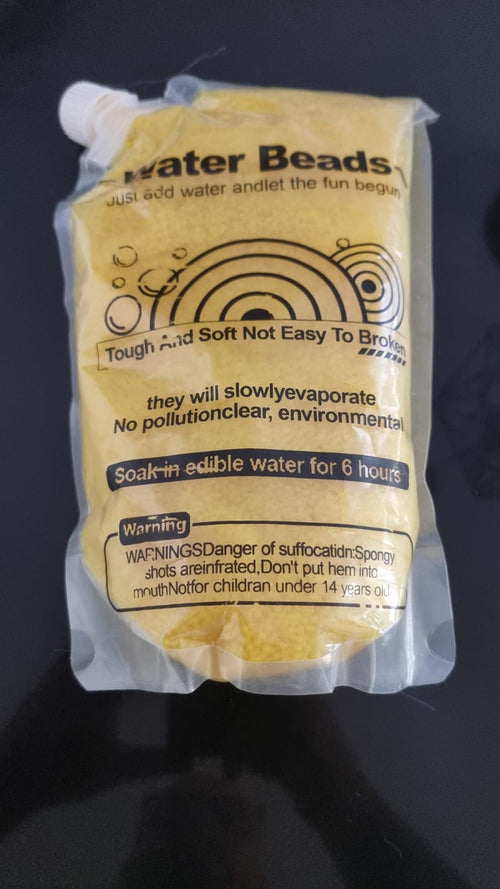 Water Beads
Just add water andlet the fun begun
Tough And Soft Not Easy To Broken
they will slowlyevaporate
No pollutionclear, environmental
Soak in edible water for 6 hours
Warning
WARNINGSDanger of suffocatidn:Spongy
shots areinfrated,Don't put hem into
mouthNotfor childran under 14 years old